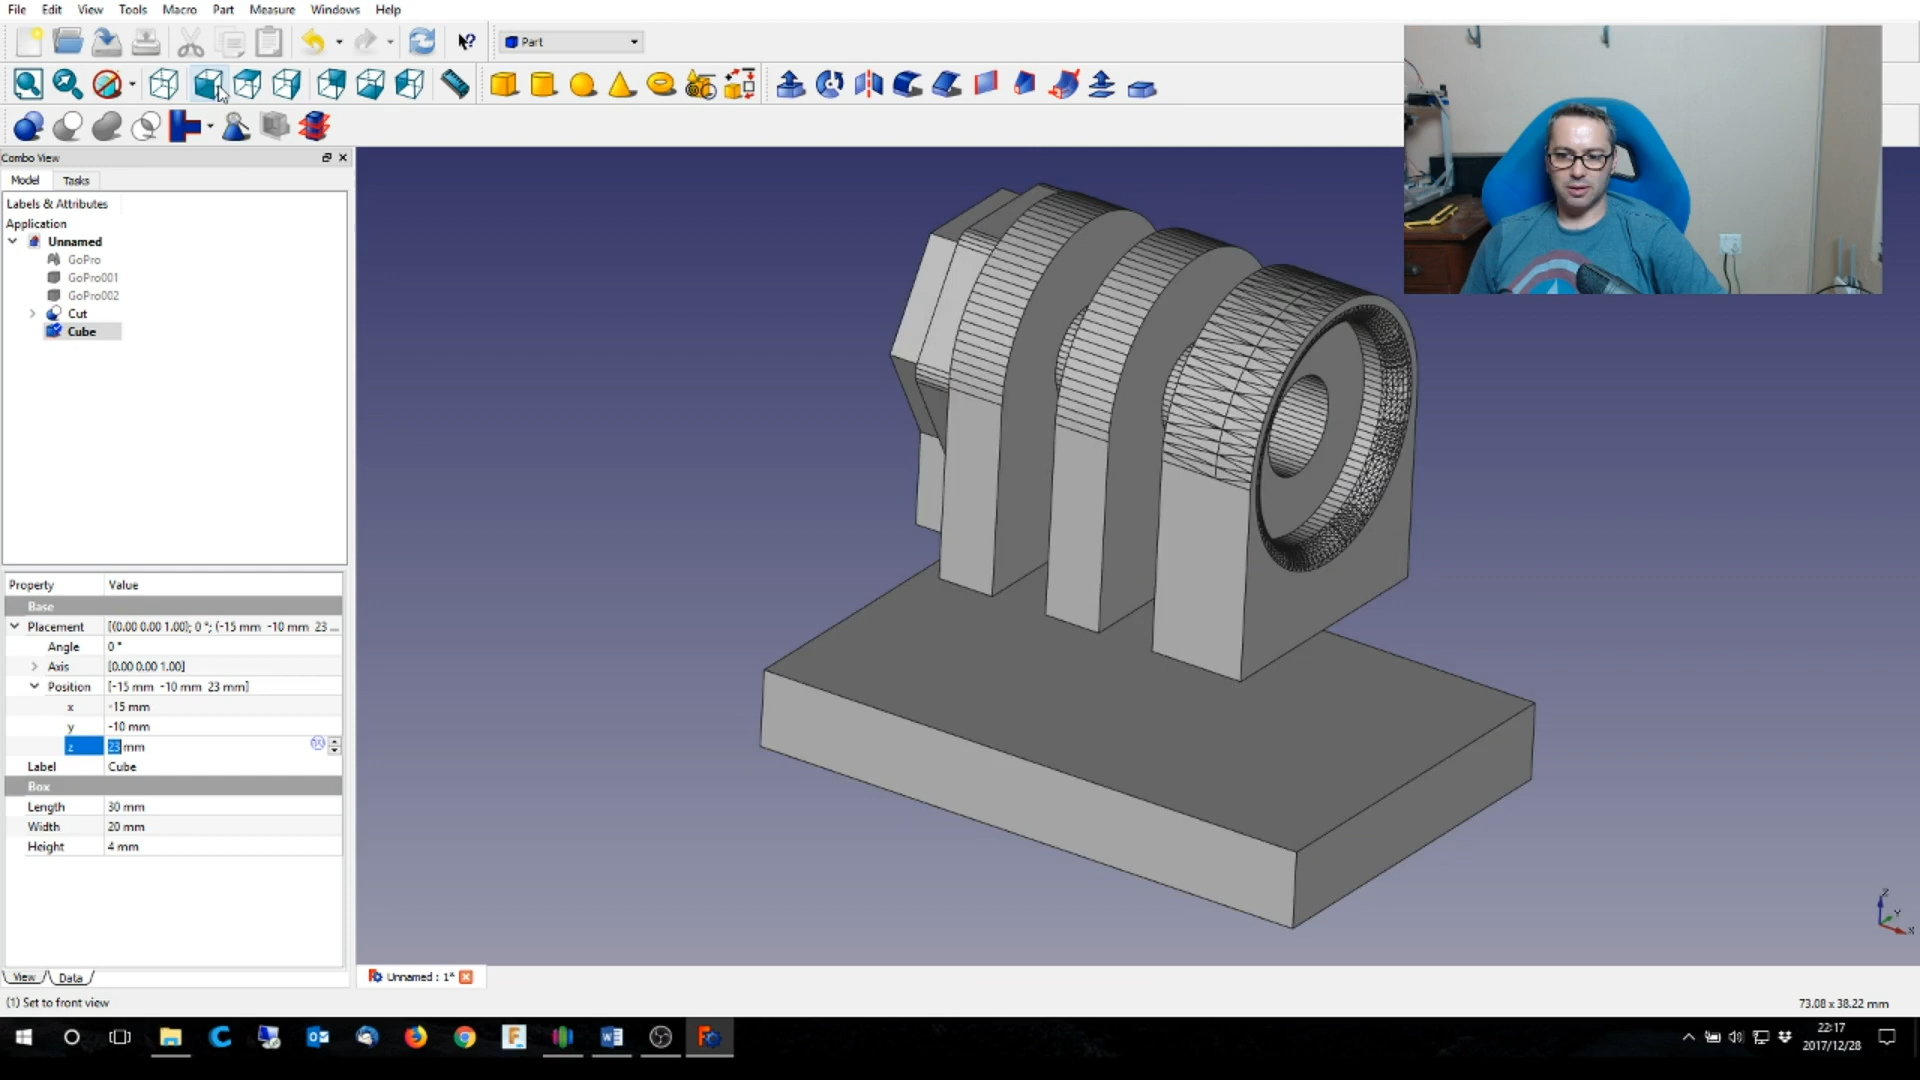 File Edit View Tools Macro Part Measure Windows Help
Part
Combo View
Model Tasks
Labels & Attributes
Application
Unnamed
GoPro
GoPro001
GoPro002
Cut
Cube
Property Value
Base
Placement [(0.00 0.00 1.00); 0 °; (-15 mm -10 mm 23 ...
Angle 0 °
Axis [0.00 0.00 1.00]
Position [-15 mm -10 mm 23 mm]
x -15 mm
y -10 mm
z 23 mm
Label Cube
Box
Length 30 mm
Width 20 mm
Height 4 mm
View Data
Unnamed : 1*
(1) Set to front view
73.08 x 38.22 mm
Z
Y
X
22:17
2017/12/28